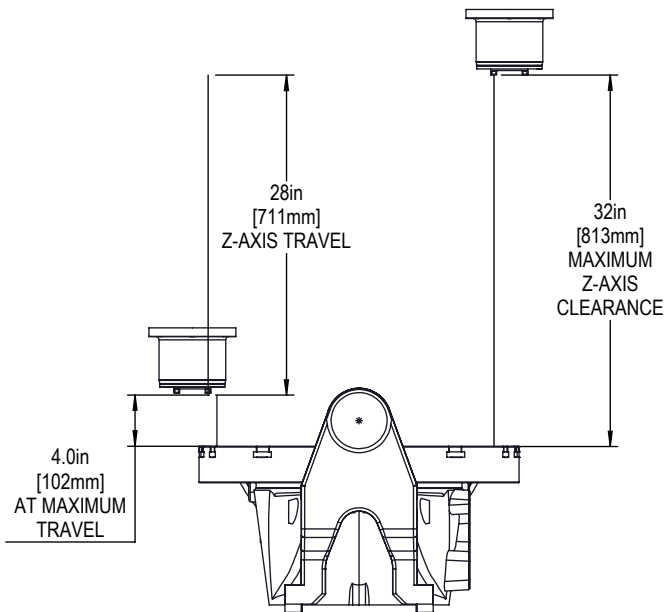 28in
[711mm]
Z-AXIS TRAVEL
32in
[813mm]
MAXIMUM
Z-AXIS
CLEARANCE
4.0in
[102mm]
AT MAXIMUM
TRAVEL